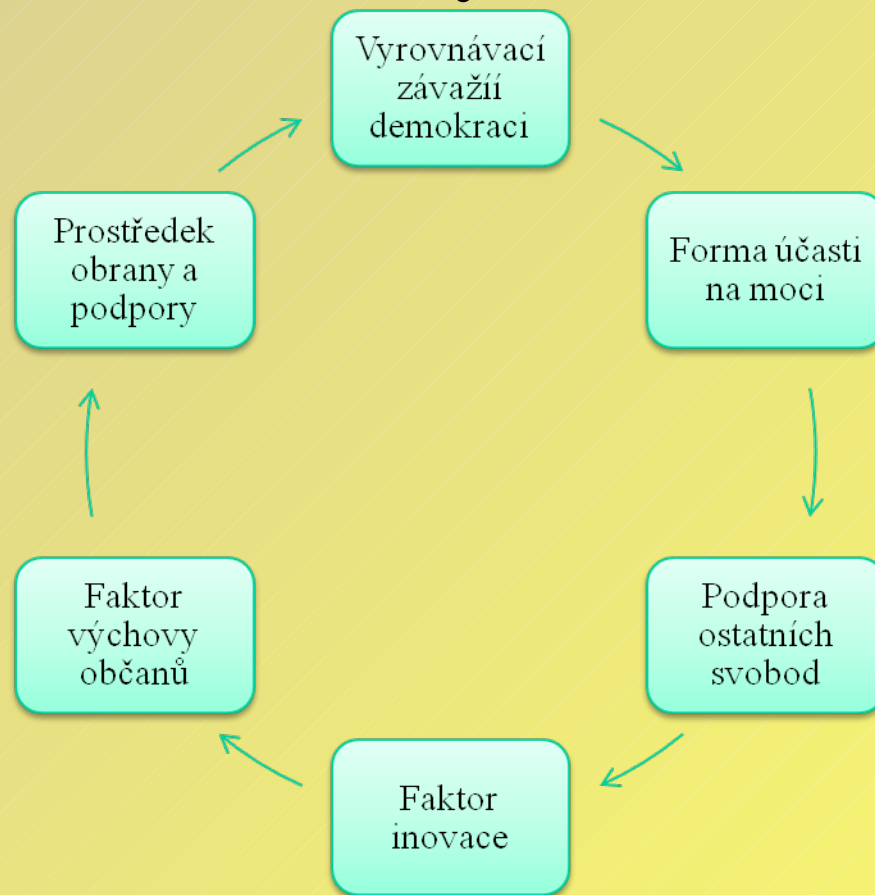 Vyrovnávací
závažíí
demokraci
Forma účasti
na moci
Podpora
ostatních
svobod
Faktor
inovace
Faktor
výchovy
občanů
Prostředek
obrany a
podpory